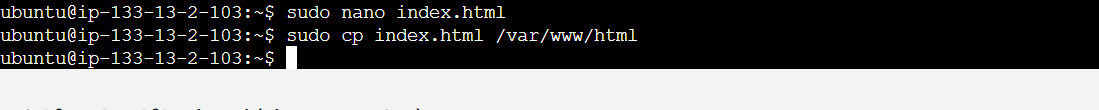 ubuntu@ip-133-13-2-103:~$ sudo nano index.html
ubuntu@ip-133-13-2-103:~$ sudo cp index.html /var/www/html
ubuntu@ip-133-13-2-103:~$